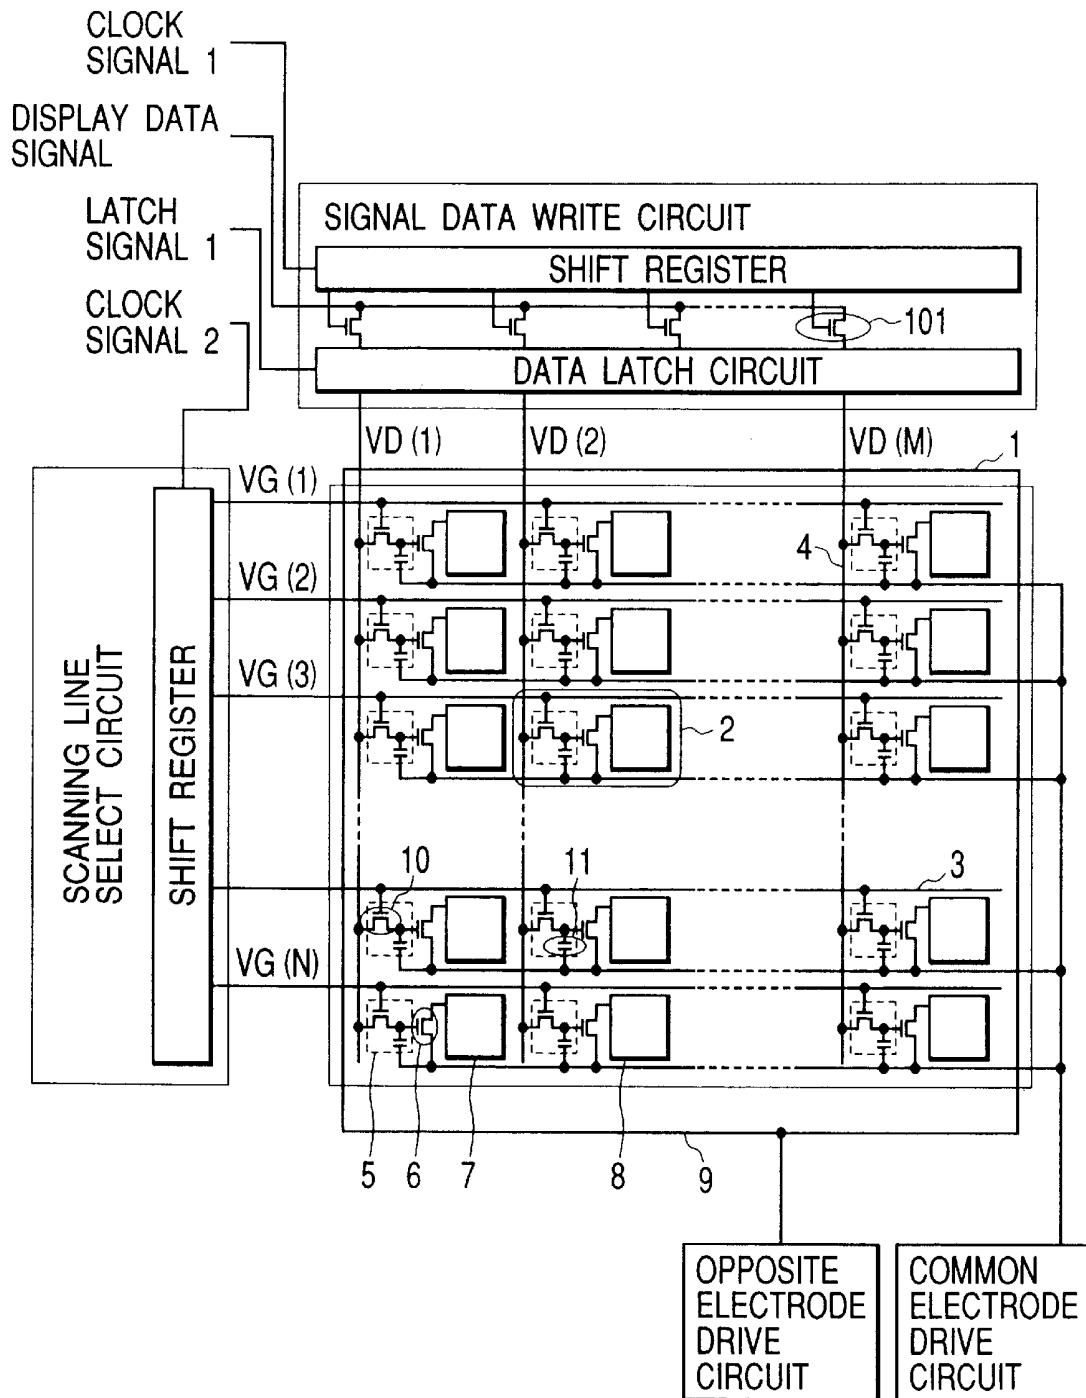 CLOCK
SIGNAL 1
DISPLAY DATA
SIGNAL
LATCH
SIGNAL 1
CLOCK
SIGNAL 2
SIGNAL DATA WRITE CIRCUIT
SHIFT REGISTER
101
DATA LATCH CIRCUIT
VD (1)
VD (2)
VD (M)
1
VG (1)
4
VG (2)
VG (3)
2
SCANNING LINE
SELECT CIRCUIT
SHIFT REGISTER
10
11
3
VG (N)
5
6
7
8
9
OPPOSITE
ELECTRODE
DRIVE
CIRCUIT
COMMON
ELECTRODE
DRIVE
CIRCUIT